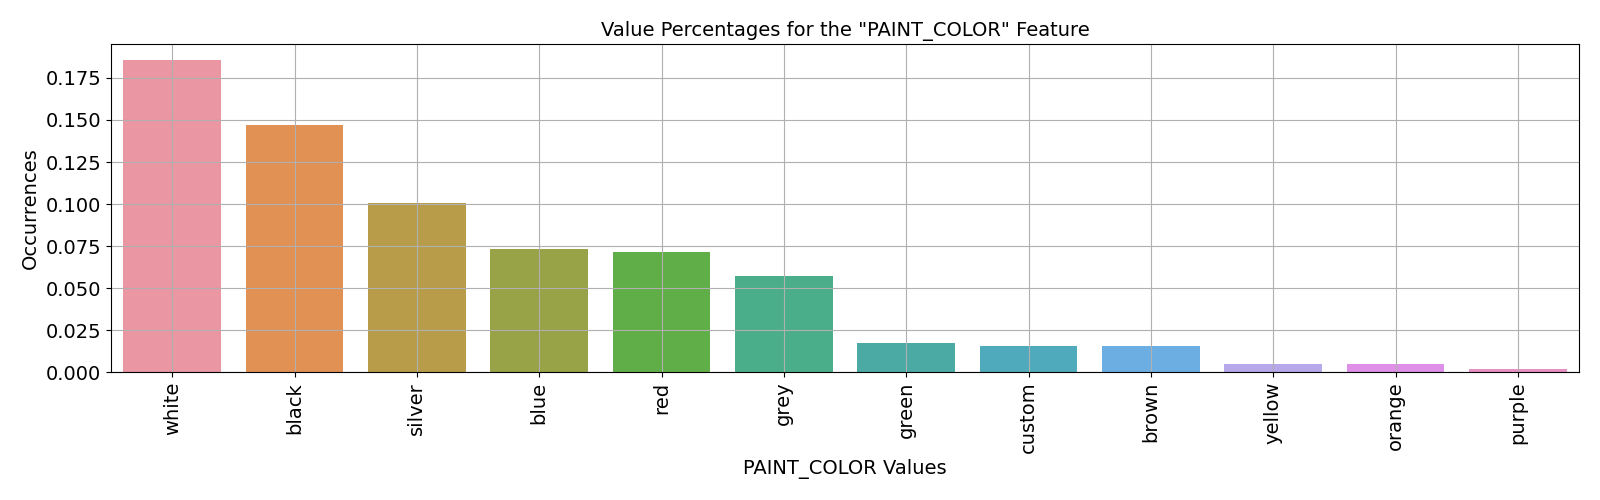 Value Percentages for the "PAINT_COLOR" Feature
0.175
0.150
0.125
0.100
0.075
0.050
0.025
0.000
Occurrences
white
black
silver
blue
red
grey
green
custom
brown
yellow
orange
purple
PAINT_COLOR Values